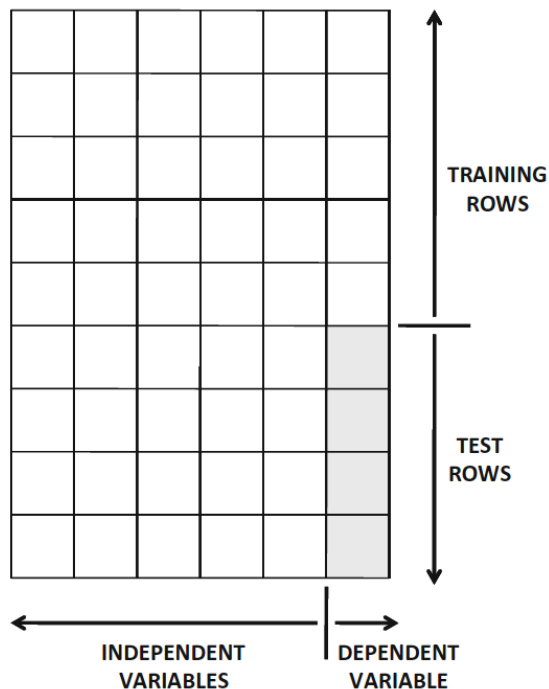 TRAINING
ROWS
TEST
ROWS
INDEPENDENT
VARIABLES
DEPENDENT
VARIABLE